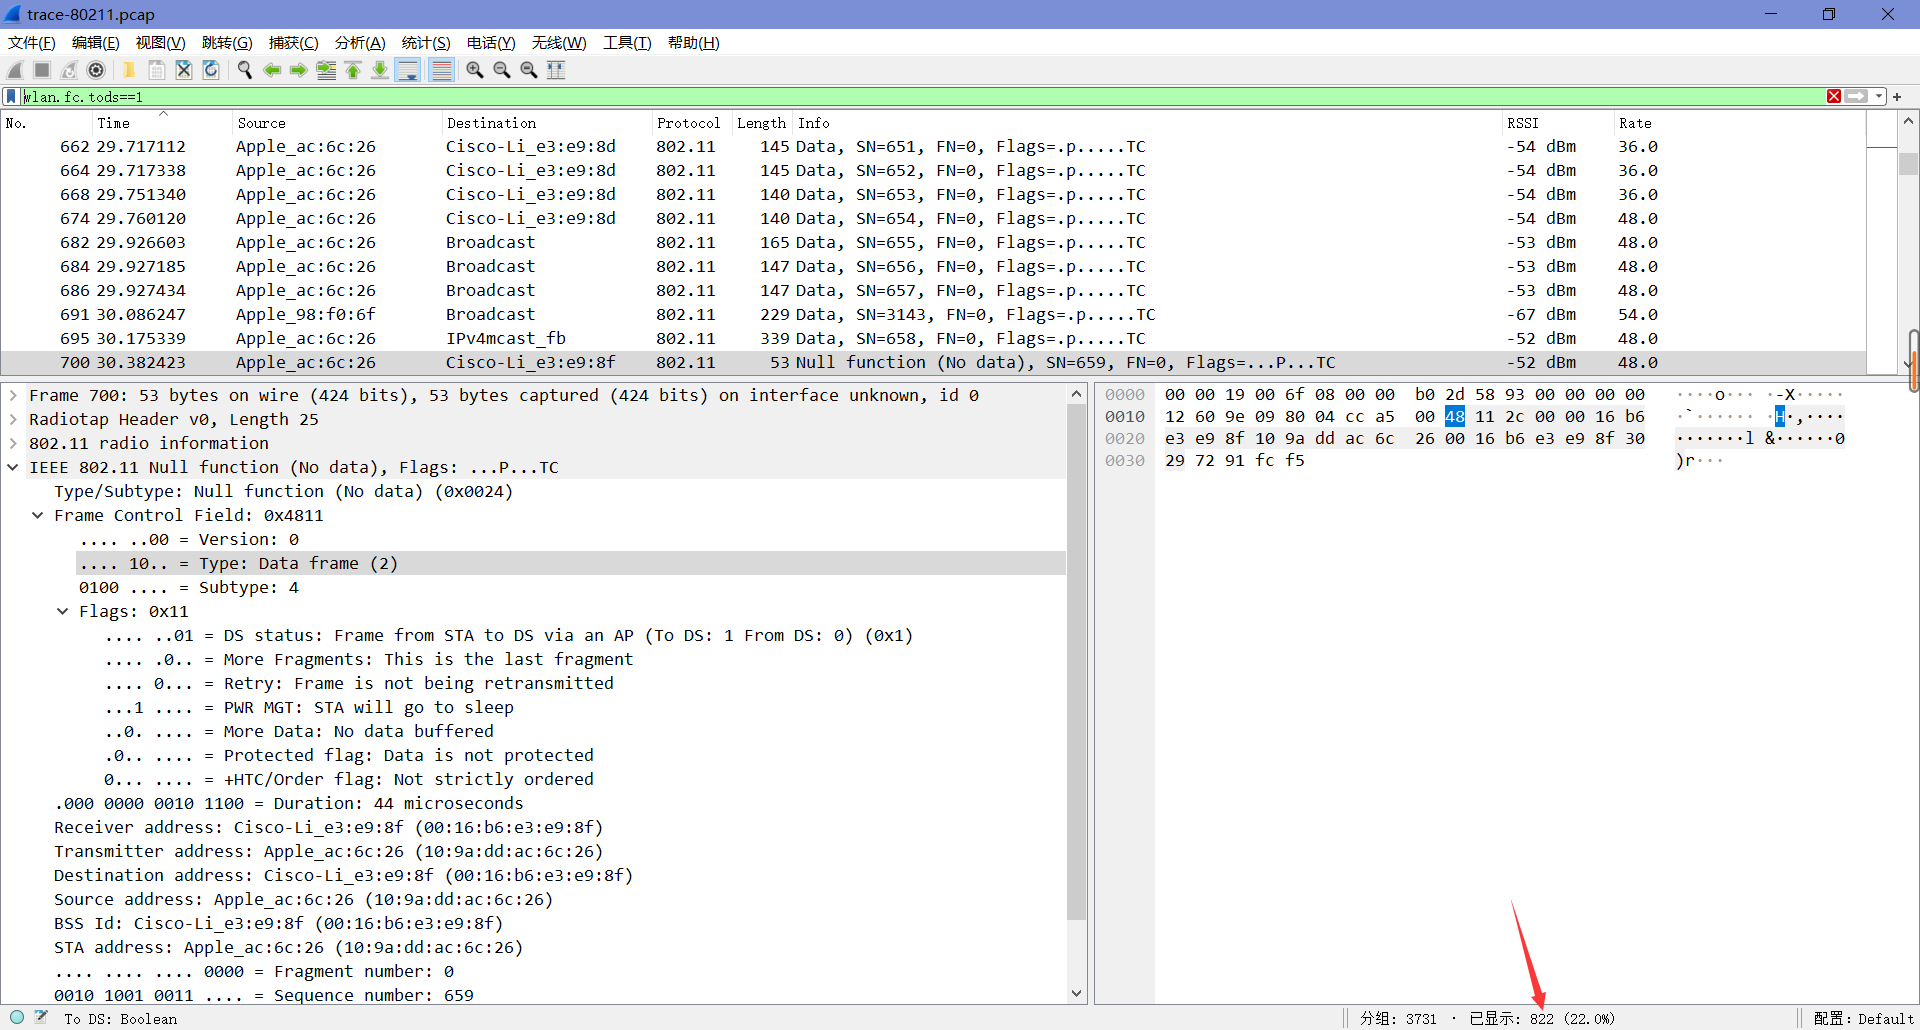 trace-80211.pcap
文件(F) 编辑(E) 视图(V) 跳转(G) 捕获(C) 分析(A) 统计(S) 电话(Y) 无线(W) 工具(T) 帮助(H)
wlan.fc.tods==1
No. Time Source Destination Protocol Length Info RSSI Rate
662 29.717112 Apple_ac:6c:26 Cisco-Li_e3:e9:8d 802.11 145 Data, SN=651, FN=0, Flags=.p.....TC -54 dBm 36.0
664 29.717338 Apple_ac:6c:26 Cisco-Li_e3:e9:8d 802.11 145 Data, SN=652, FN=0, Flags=.p.....TC -54 dBm 36.0
668 29.751340 Apple_ac:6c:26 Cisco-Li_e3:e9:8d 802.11 140 Data, SN=653, FN=0, Flags=.p.....TC -54 dBm 36.0
674 29.760120 Apple_ac:6c:26 Cisco-Li_e3:e9:8d 802.11 140 Data, SN=654, FN=0, Flags=.p.....TC -54 dBm 48.0
682 29.926603 Apple_ac:6c:26 Broadcast 802.11 165 Data, SN=655, FN=0, Flags=.p.....TC -53 dBm 48.0
684 29.927185 Apple_ac:6c:26 Broadcast 802.11 147 Data, SN=656, FN=0, Flags=.p.....TC -53 dBm 48.0
686 29.927434 Apple_ac:6c:26 Broadcast 802.11 147 Data, SN=657, FN=0, Flags=.p.....TC -53 dBm 48.0
691 30.086247 Apple_98:f0:6f Broadcast 802.11 229 Data, SN=3143, FN=0, Flags=.p.....TC -67 dBm 54.0
695 30.175339 Apple_ac:6c:26 IPv4mcast_fb 802.11 339 Data, SN=658, FN=0, Flags=.p.....TC -52 dBm 48.0
700 30.382423 Apple_ac:6c:26 Cisco-Li_e3:e9:8f 802.11 53 Null function (No data), SN=659, FN=0, Flags=...P...TC -52 dBm 48.0
Frame 700: 53 bytes on wire (424 bits), 53 bytes captured (424 bits) on interface unknown, id 0
Radiotap Header v0, Length 25
802.11 radio information
IEEE 802.11 Null function (No data), Flags: ...P...TC
Type/Subtype: Null function (No data) (0x0024)
Frame Control Field: 0x4811
.... ..00 = Version: 0
.... 10.. = Type: Data frame (2)
0100 .... = Subtype: 4
Flags: 0x11
.... ..01 = DS status: Frame from STA to DS via an AP (To DS: 1 From DS: 0) (0x1)
.... .0.. = More Fragments: This is the last fragment
.... 0... = Retry: Frame is not being retransmitted
...1 .... = PWR MGT: STA will go to sleep
..0. .... = More Data: No data buffered
.0.. .... = Protected flag: Data is not protected
0... .... = +HTC/Order flag: Not strictly ordered
.000 0000 0010 1100 = Duration: 44 microseconds
Receiver address: Cisco-Li_e3:e9:8f (00:16:b6:e3:e9:8f)
Transmitter address: Apple_ac:6c:26 (10:9a:dd:ac:6c:26)
Destination address: Cisco-Li_e3:e9:8f (00:16:b6:e3:e9:8f)
Source address: Apple_ac:6c:26 (10:9a:dd:ac:6c:26)
BSS Id: Cisco-Li_e3:e9:8f (00:16:b6:e3:e9:8f)
STA address: Apple_ac:6c:26 (10:9a:dd:ac:6c:26)
.... .... .... 0000 = Fragment number: 0
0010 1001 0011 .... = Sequence number: 659
0000 00 00 19 00 6f 08 00 00 b0 2d 58 93 00 00 00 00 ····o··· ·-X·····
0010 12 60 9e 09 80 04 cc a5 00 48 11 2c 00 00 16 b6 ·`······ ·H·,····
0020 e3 e9 8f 10 9a dd ac 6c 26 00 16 b6 e3 e9 8f 30 ·······l &······0
0030 29 72 91 fc f5 )r···
To DS: Boolean
分组: 3731 · 已显示: 822 (22.0%)
配置: Default